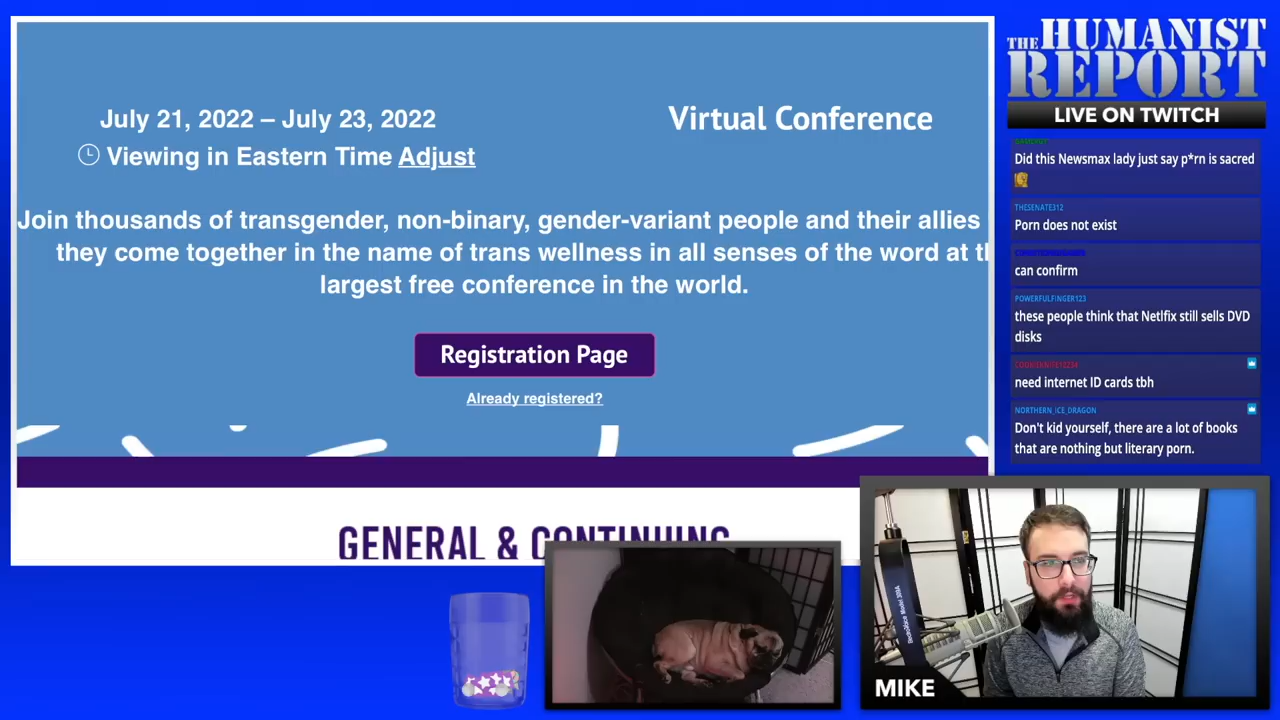 July 21, 2022 – July 23, 2022
Virtual Conference
Viewing in Eastern Time Adjust
Join thousands of transgender, non-binary, gender-variant people and their allies
they come together in the name of trans wellness in all senses of the word at th
largest free conference in the world.
Registration Page
Already registered?
GENERAL & CONTINUING
THE HUMANIST
REPORT
LIVE ON TWITCH
Did this Newsmax lady just say p*rn is sacred
THESENATE312
Porn does not exist
can confirm
POWERFULFINGER123
these people think that Netlfix still sells DVD
disks
need internet ID cards tbh
NORTHERN_ICE_DRAGON
Don't kid yourself, there are a lot of books
that are nothing but literary porn.
MIKE